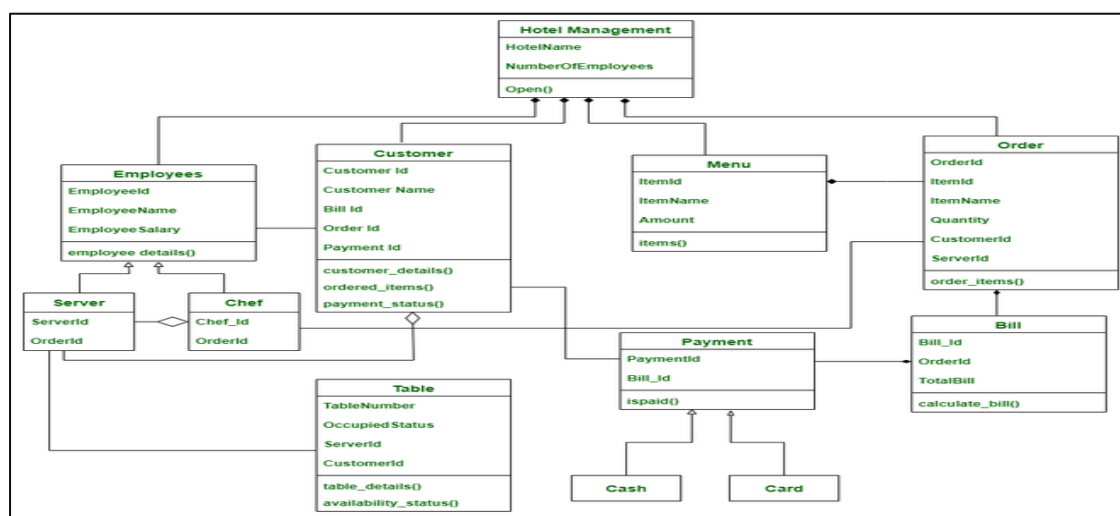 Hotel Management
HotelName
NumberOfEmployees
Open()
Employees
EmployeeId
EmployeeName
EmployeeSalary
employee details()
Customer
Customer Id
Customer Name
Bill Id
Order Id
Payment Id
customer_details()
ordered_items()
payment_status()
Menu
ItemId
ItemName
Amount
items()
Order
OrderId
ItemId
ItemName
Quantity
CustomerId
ServerId
order_items()
Server
ServerId
OrderId
Chef
Chef_Id
OrderId
Payment
PaymentId
Bill_Id
ispaid()
Bill
Bill_Id
OrderId
TotalBill
calculate_bill()
Table
TableNumber
OccupiedStatus
ServerId
CustomerId
table_details()
availability_status()
Cash
Card